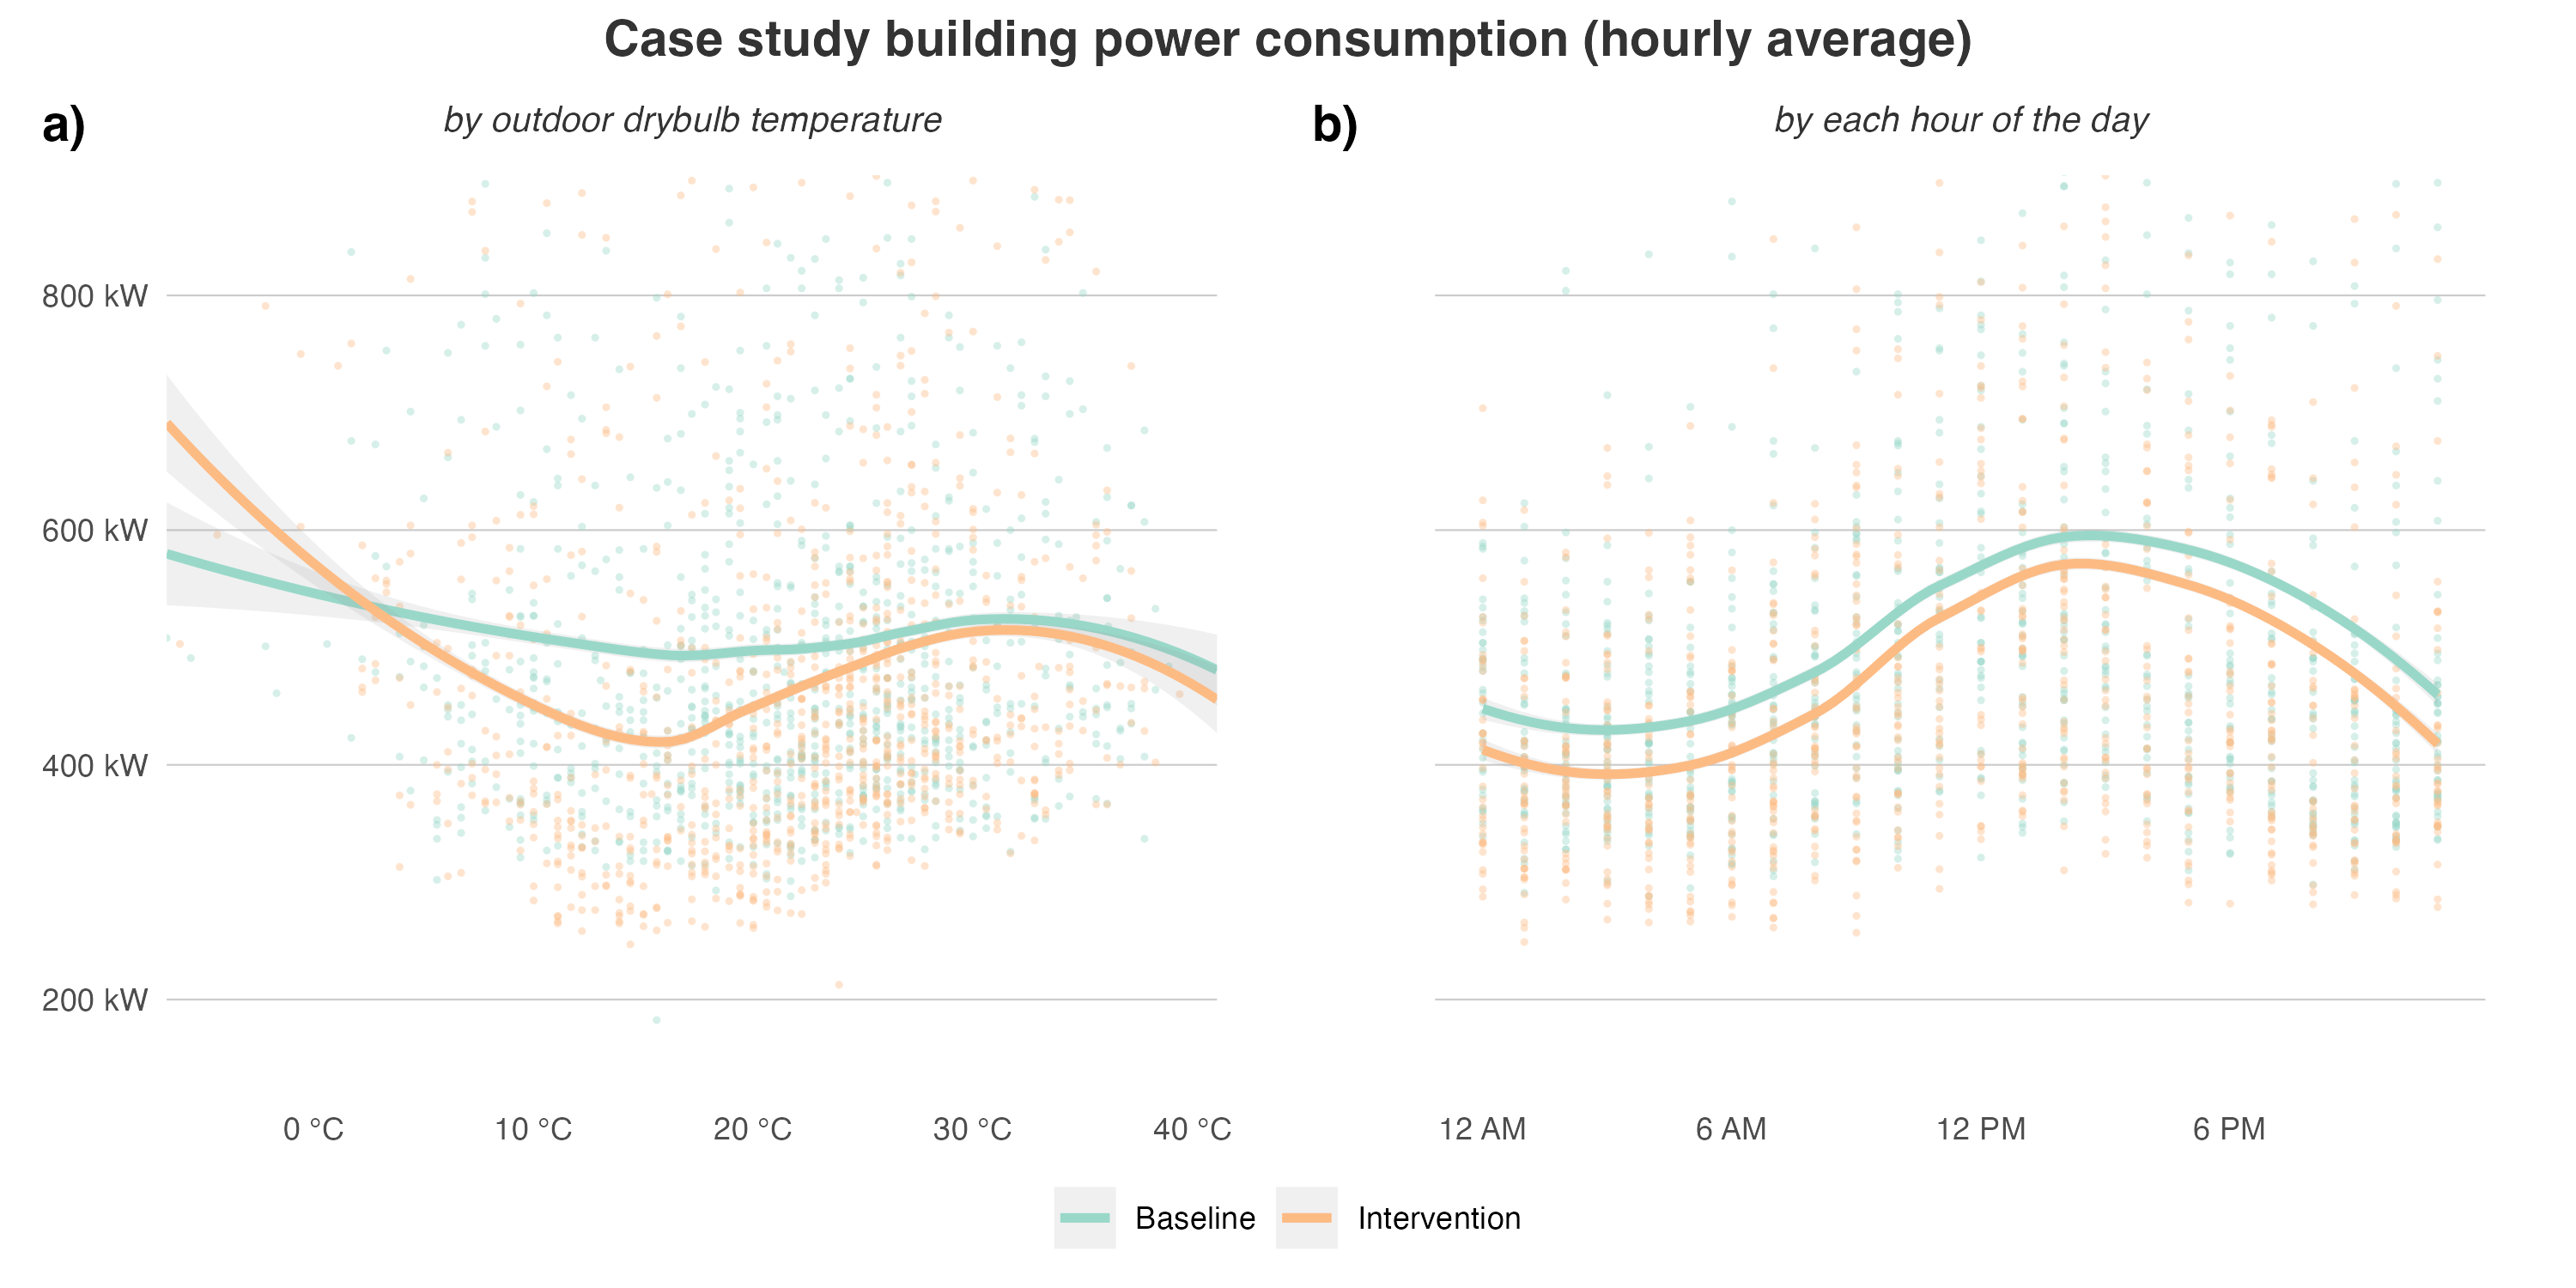 Case study building power consumption (hourly average)
a)
by outdoor drybulb temperature
b)
by each hour of the day
800 kW
600 kW
400 kW
200 kW
0 °C 10 °C 20 °C 30 °C 40 °C
12 AM 6 AM 12 PM 6 PM
Baseline Intervention